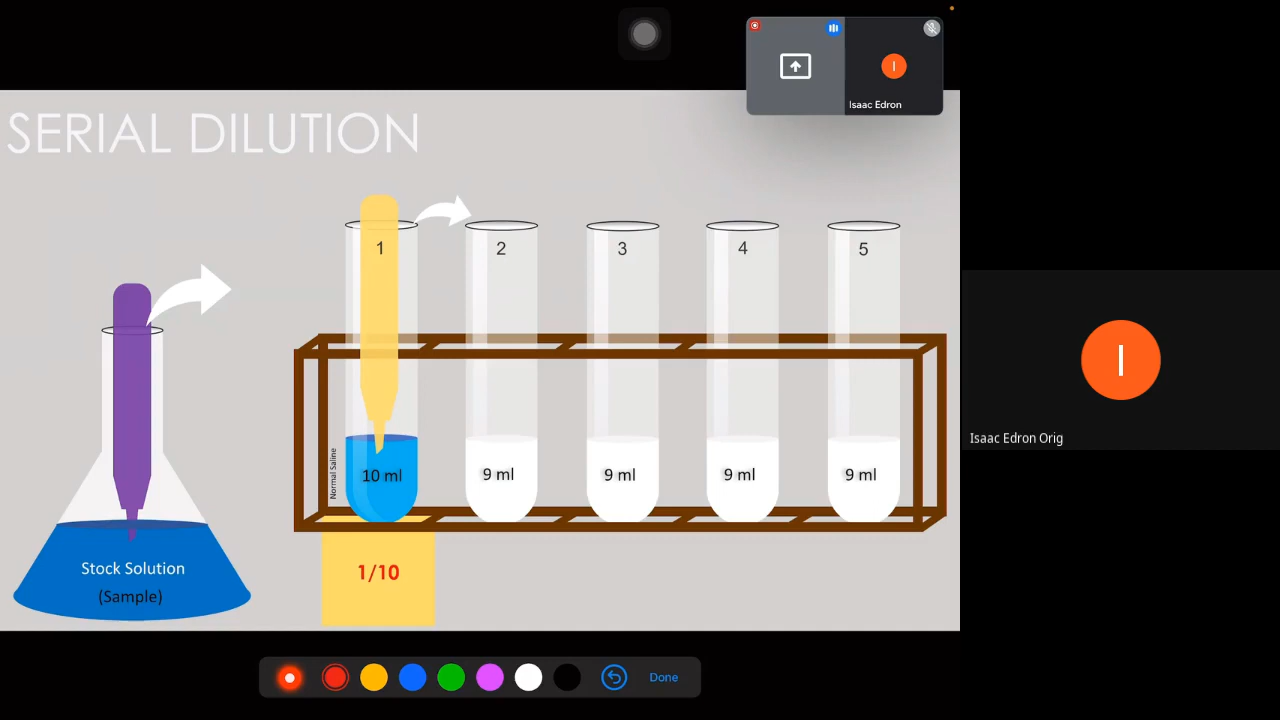 Isaac Edron
SERIAL DILUTION
1
2
3
4
5
Normal Saline
10 ml
9 ml
9 ml
9 ml
9 ml
Stock Solution
(Sample)
1/10
I
I
Isaac Edron Orig
Done